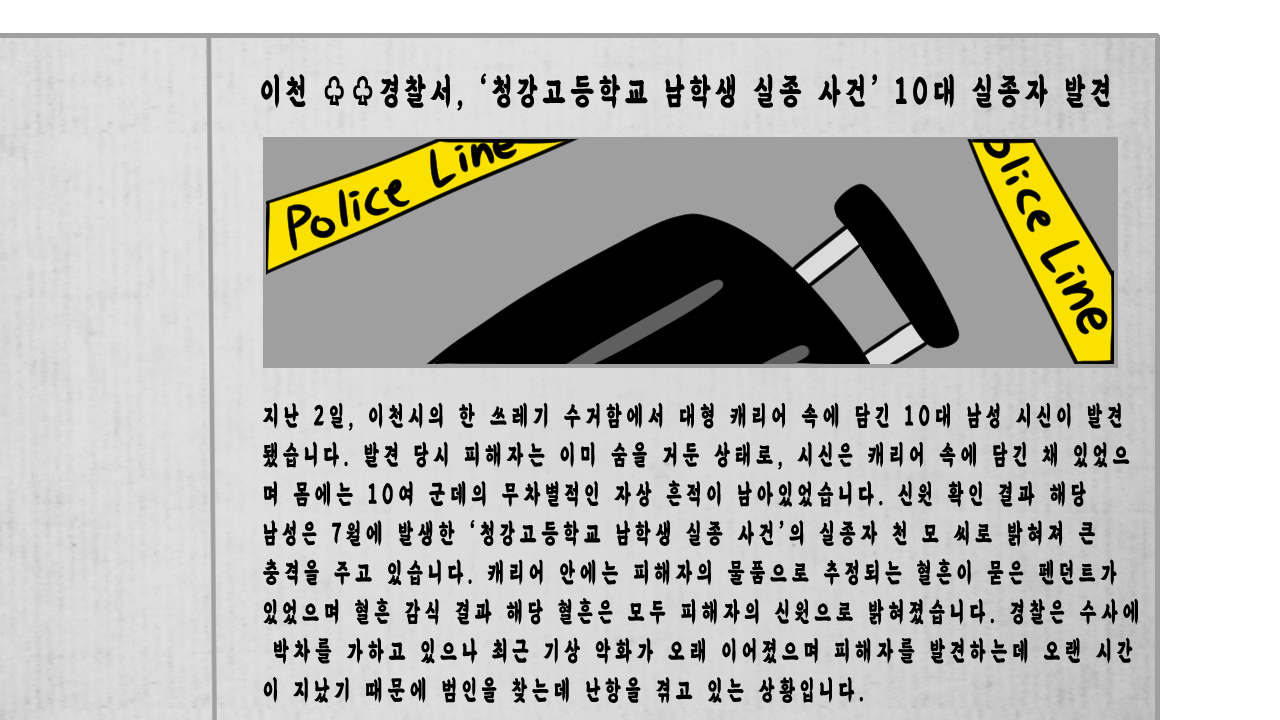 이천 ♧♧경찰서, ‘청강고등학교 남학생 실종 사건’ 10대 실종자 발견
Police Line
olice Line
지난 2일, 이천시의 한 쓰레기 수거함에서 대형 캐리어 속에 담긴 10대 남성 시신이 발견
됐습니다. 발견 당시 피해자는 이미 숨을 거둔 상태로, 시신은 캐리어 속에 담긴 채 있었으
며 몸에는 10여 군데의 무차별적인 자상 흔적이 남아있었습니다. 신원 확인 결과 해당
남성은 7월에 발생한 ‘청강고등학교 남학생 실종 사건’의 실종자 천 모 씨로 밝혀져 큰
충격을 주고 있습니다. 캐리어 안에는 피해자의 물품으로 추정되는 혈흔이 묻은 펜던트가
있었으며 혈흔 감식 결과 해당 혈흔은 모두 피해자의 신원으로 밝혀졌습니다. 경찰은 수사에
박차를 가하고 있으나 최근 기상 악화가 오래 이어졌으며 피해자를 발견하는데 오랜 시간
이 지났기 때문에 범인을 찾는데 난항을 겪고 있는 상황입니다.